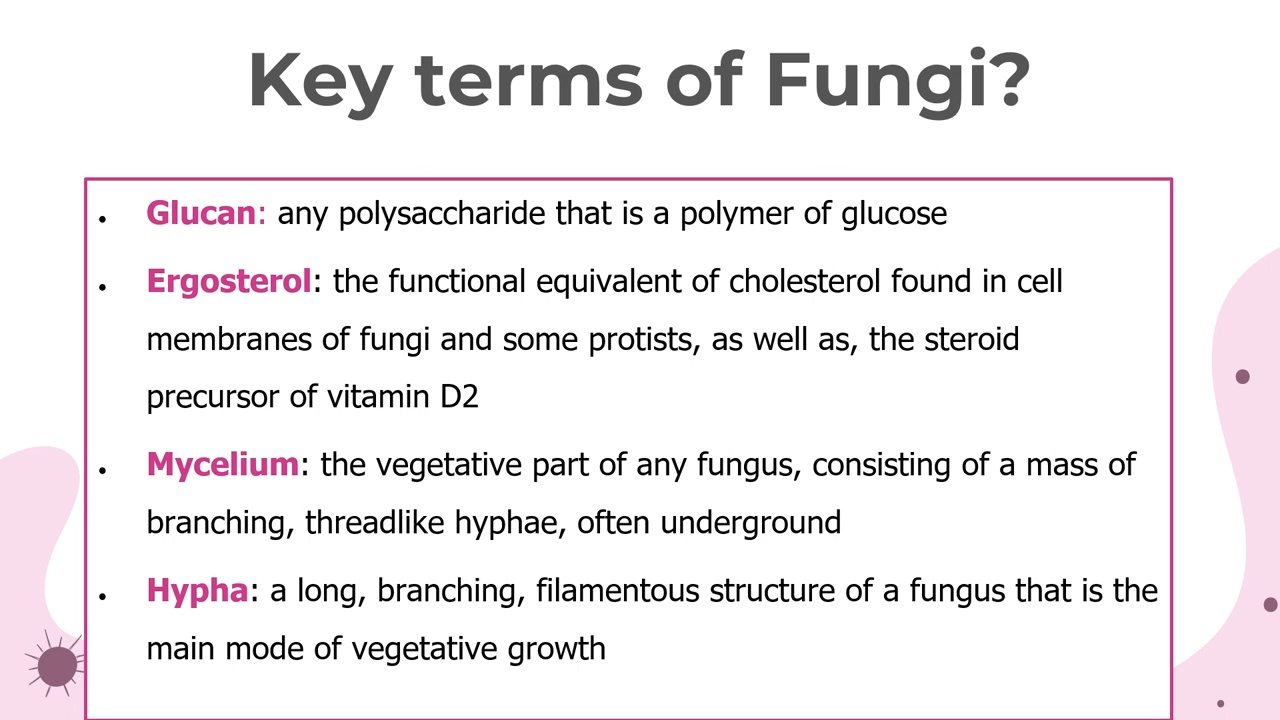 Key terms of Fungi?
• Glucan: any polysaccharide that is a polymer of glucose
• Ergosterol: the functional equivalent of cholesterol found in cell
membranes of fungi and some protists, as well as, the steroid
precursor of vitamin D2
• Mycelium: the vegetative part of any fungus, consisting of a mass of
branching, threadlike hyphae, often underground
• Hypha: a long, branching, filamentous structure of a fungus that is the
main mode of vegetative growth